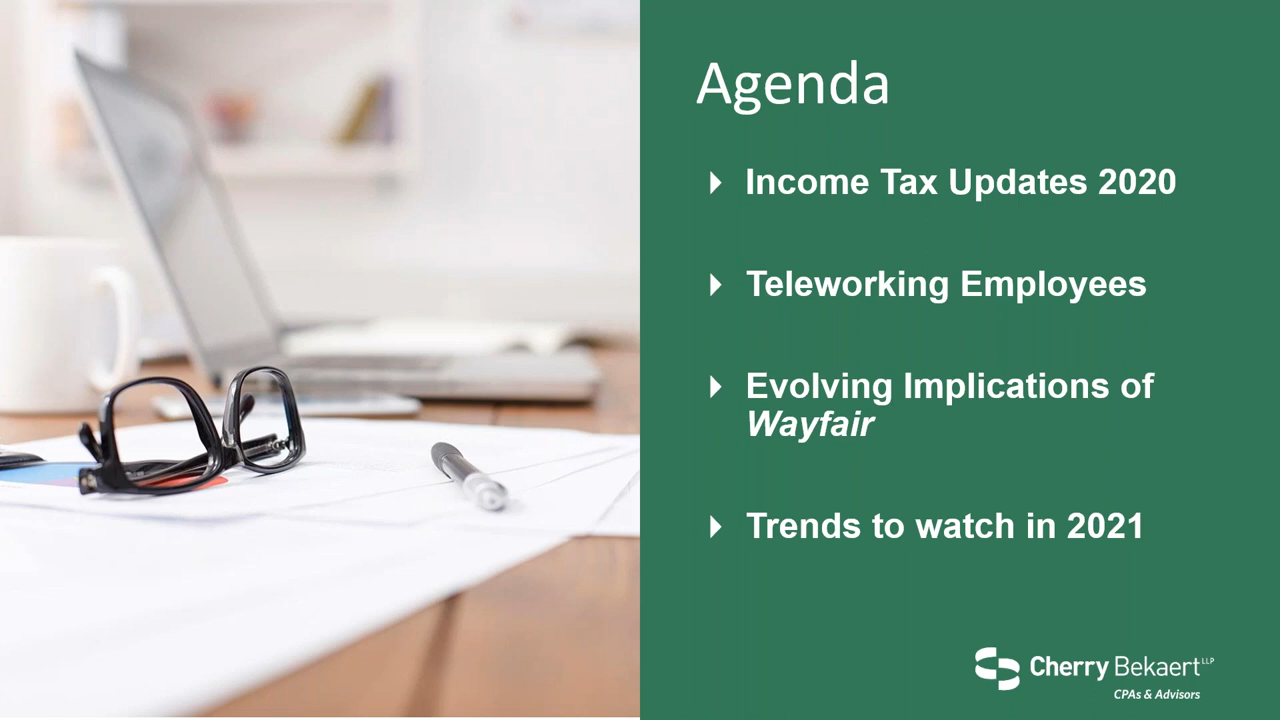 Agenda
Income Tax Updates 2020
Teleworking Employees
Evolving Implications of
Wayfair
Trends to watch in 2021
Cherry Bekaert LLP
CPAs & Advisors